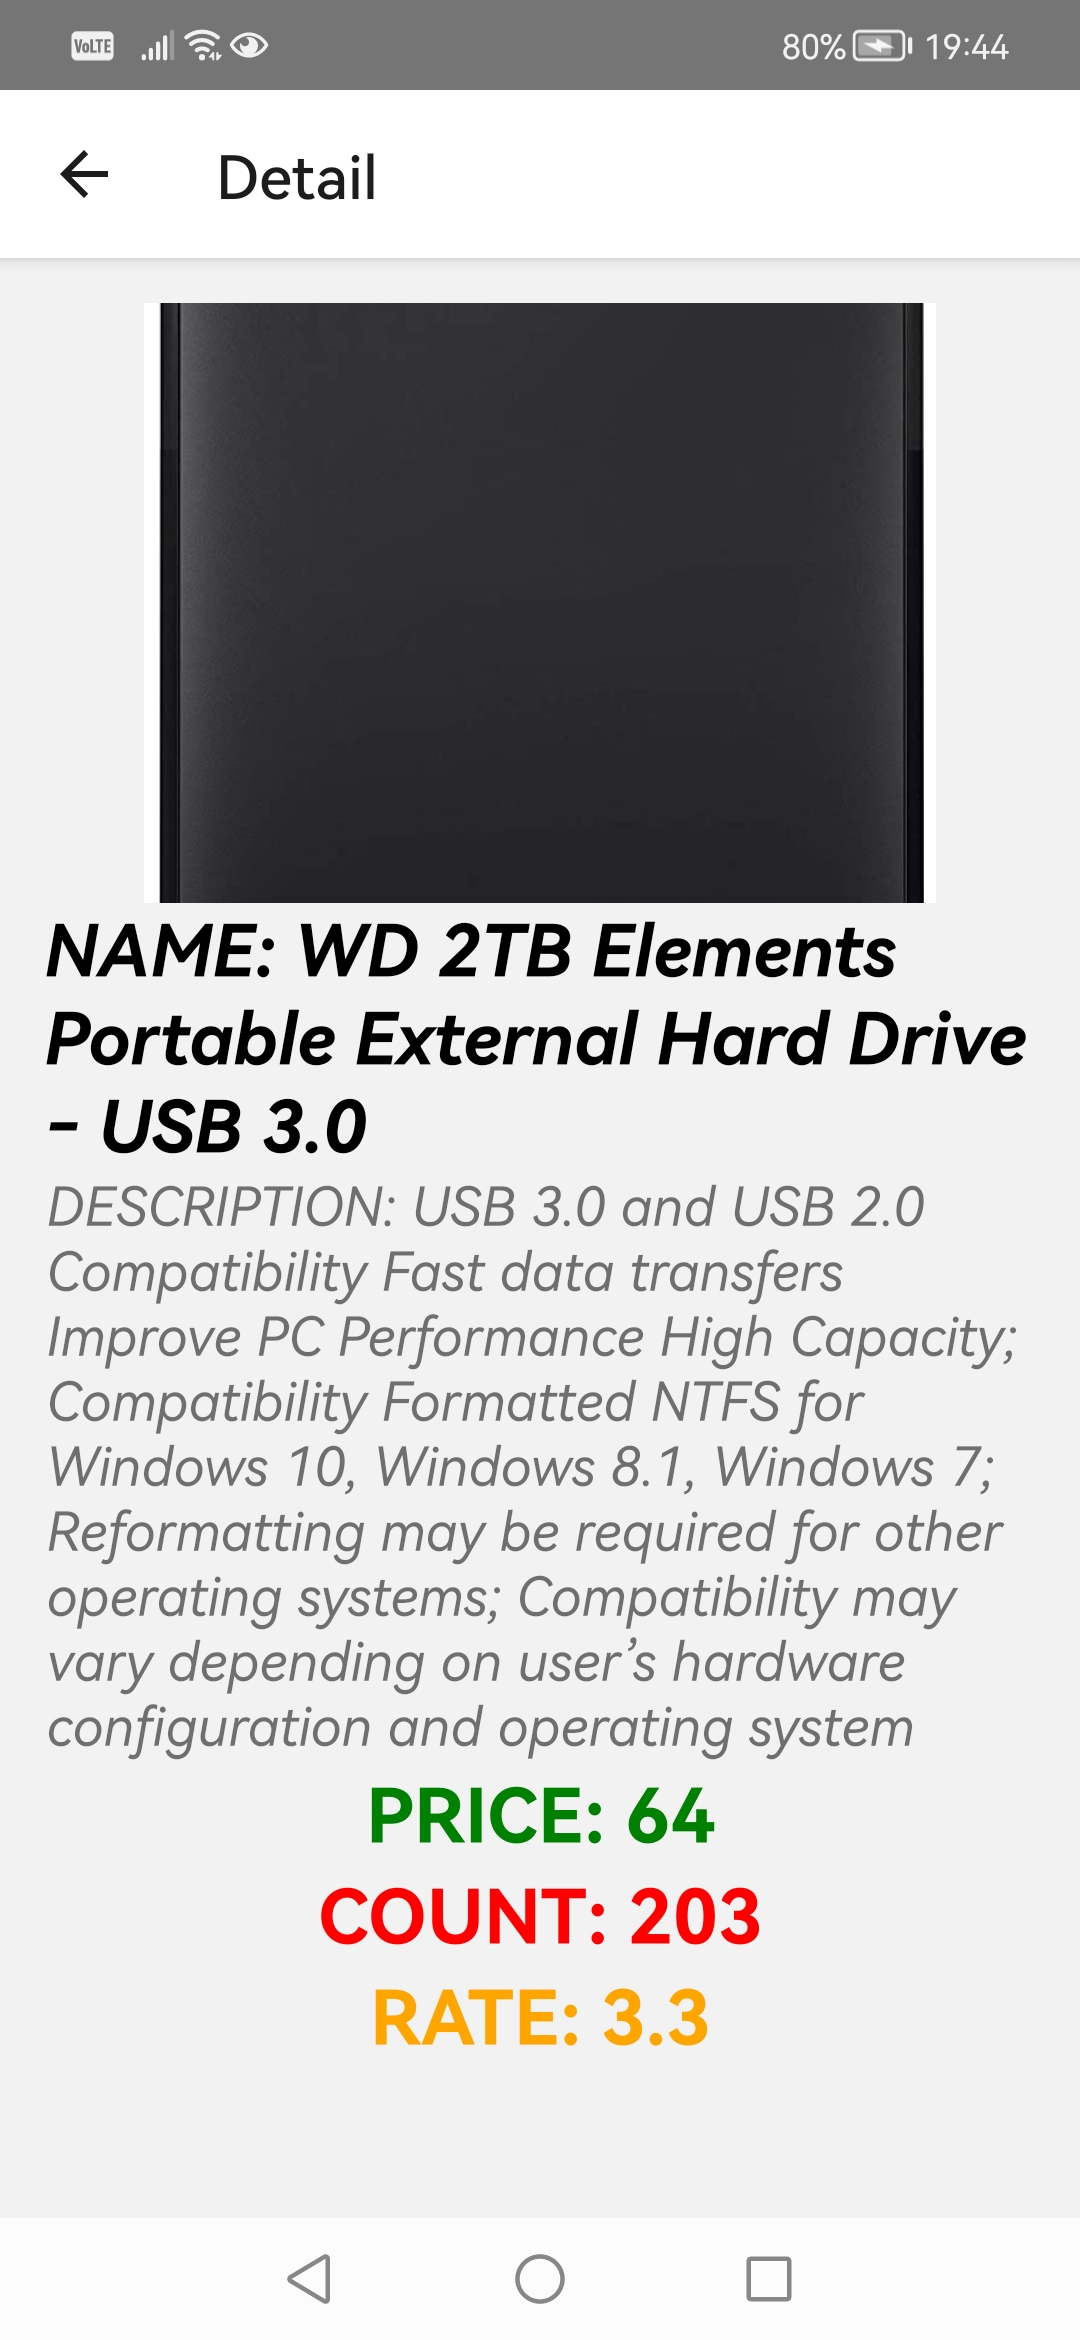 VoLTE 80% 19:44
Detail
NAME: WD 2TB Elements
Portable External Hard Drive
- USB 3.0
DESCRIPTION: USB 3.0 and USB 2.0
Compatibility Fast data transfers
Improve PC Performance High Capacity;
Compatibility Formatted NTFS for
Windows 10, Windows 8.1, Windows 7;
Reformatting may be required for other
operating systems; Compatibility may
vary depending on user’s hardware
configuration and operating system
PRICE: 64
COUNT: 203
RATE: 3.3